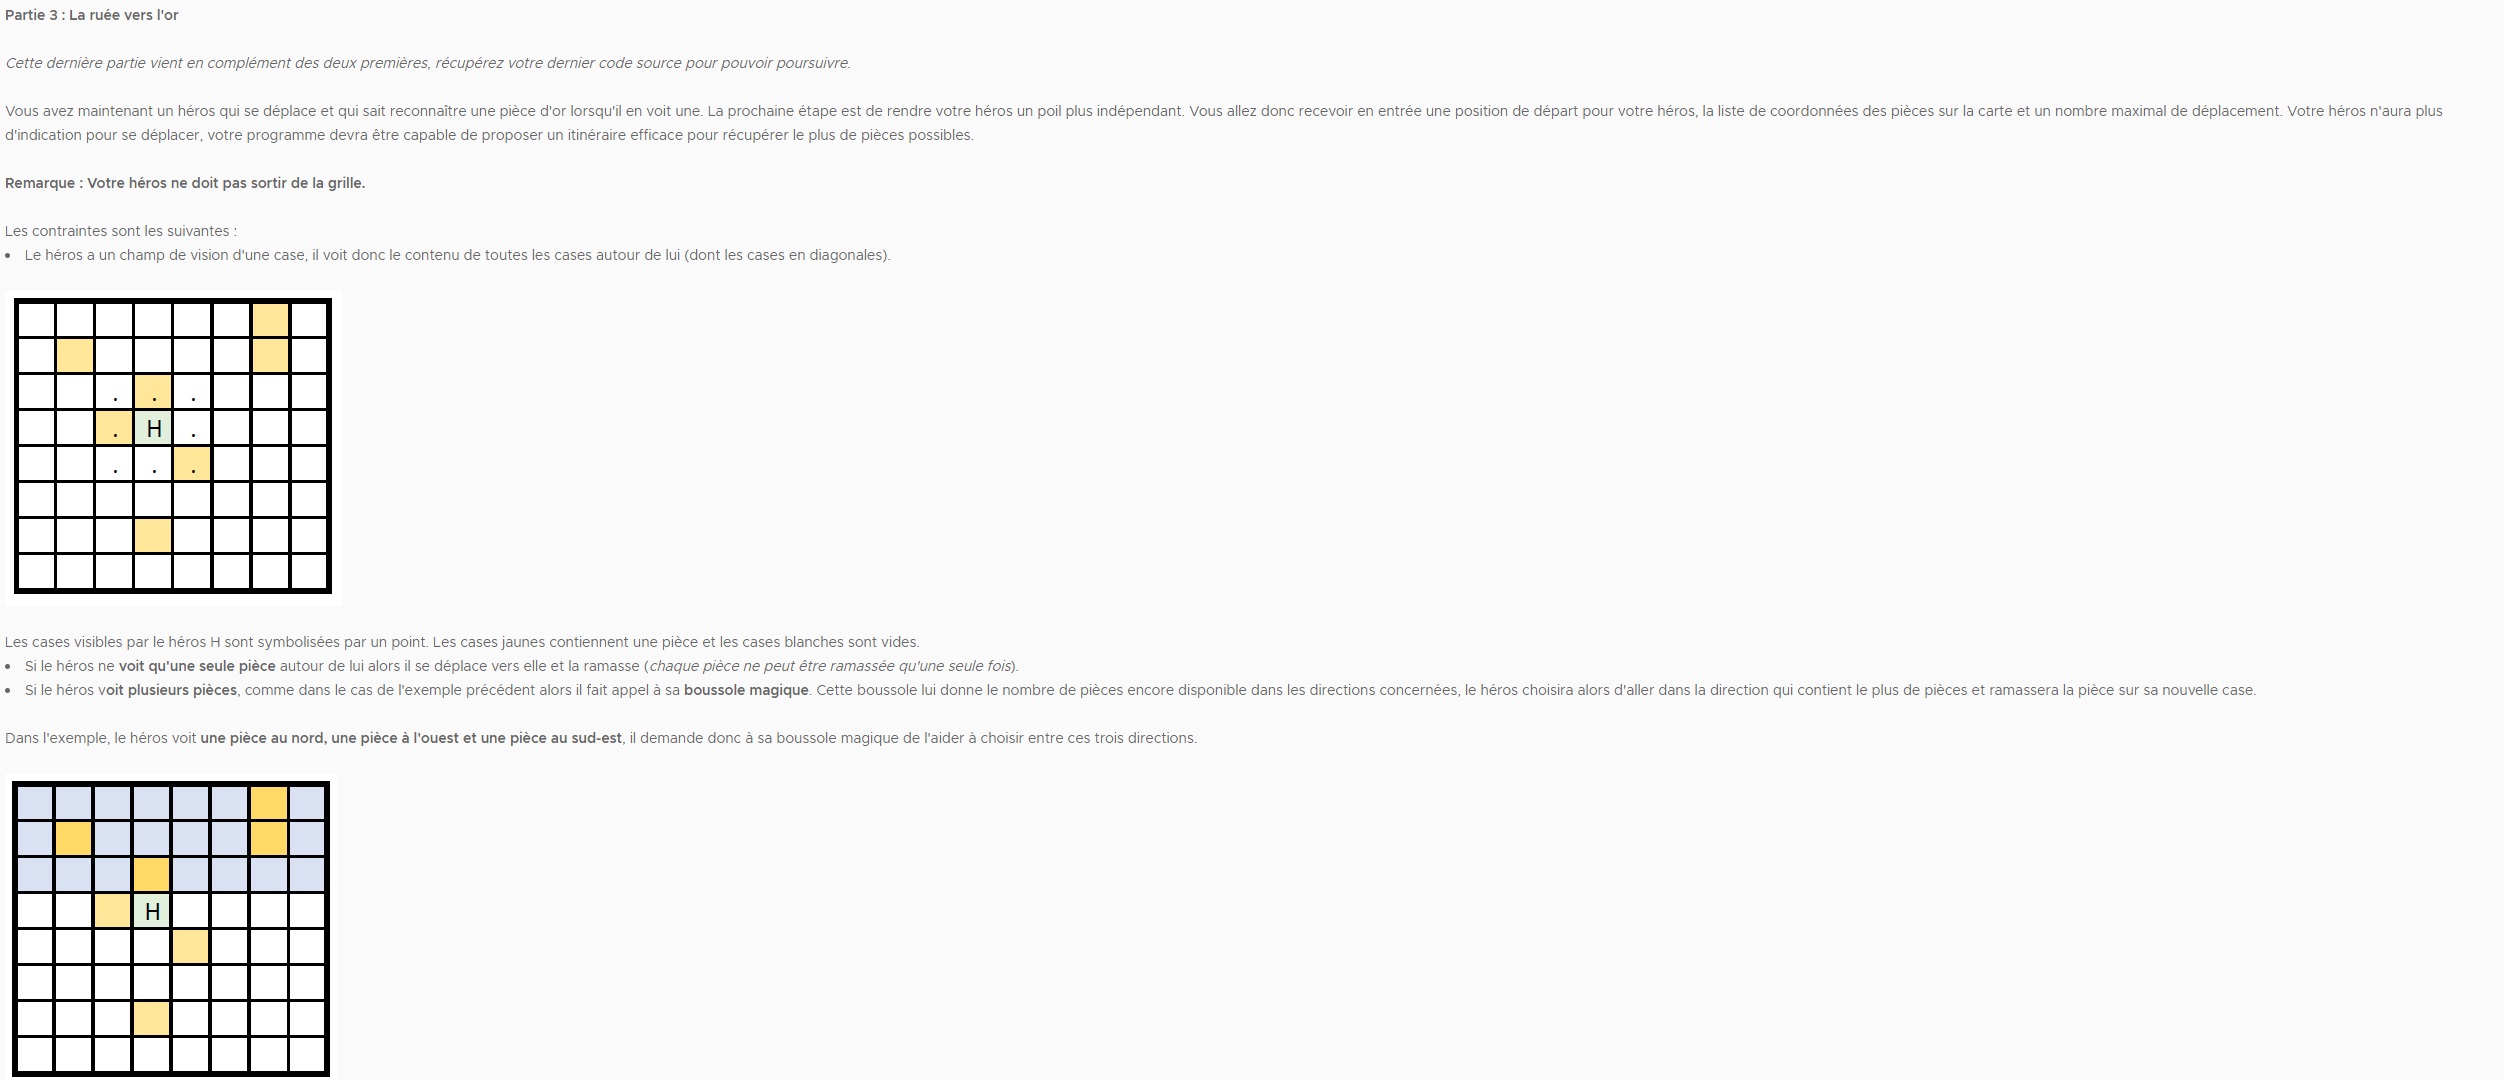 Partie 3 : La ruée vers l'or
Cette dernière partie vient en complément des deux premières, récupérez votre dernier code source pour pouvoir poursuivre.
Vous avez maintenant un héros qui se déplace et qui sait reconnaître une pièce d'or lorsqu'il en voit une. La prochaine étape est de rendre votre héros un poil plus indépendant. Vous allez donc recevoir en entrée une position de départ pour votre héros, la liste de coordonnées des pièces sur la carte et un nombre maximal de déplacement. Votre héros n'aura plus
d'indication pour se déplacer, votre programme devra être capable de proposer un itinéraire efficace pour récupérer le plus de pièces possibles.
Remarque : Votre héros ne doit pas sortir de la grille.
Les contraintes sont les suivantes :
• Le héros a un champ de vision d'une case, il voit donc le contenu de toutes les cases autour de lui (dont les cases en diagonales).
. . .
. H .
. . .
Les cases visibles par le héros H sont symbolisées par un point. Les cases jaunes contiennent une pièce et les cases blanches sont vides.
• Si le héros ne voit qu'une seule pièce autour de lui alors il se déplace vers elle et la ramasse (chaque pièce ne peut être ramassée qu'une seule fois).
• Si le héros voit plusieurs pièces, comme dans le cas de l'exemple précédent alors il fait appel à sa boussole magique. Cette boussole lui donne le nombre de pièces encore disponible dans les directions concernées, le héros choisira alors d'aller dans la direction qui contient le plus de pièces et ramassera la pièce sur sa nouvelle case.
Dans l'exemple, le héros voit une pièce au nord, une pièce à l'ouest et une pièce au sud-est, il demande donc à sa boussole magique de l'aider à choisir entre ces trois directions.
H